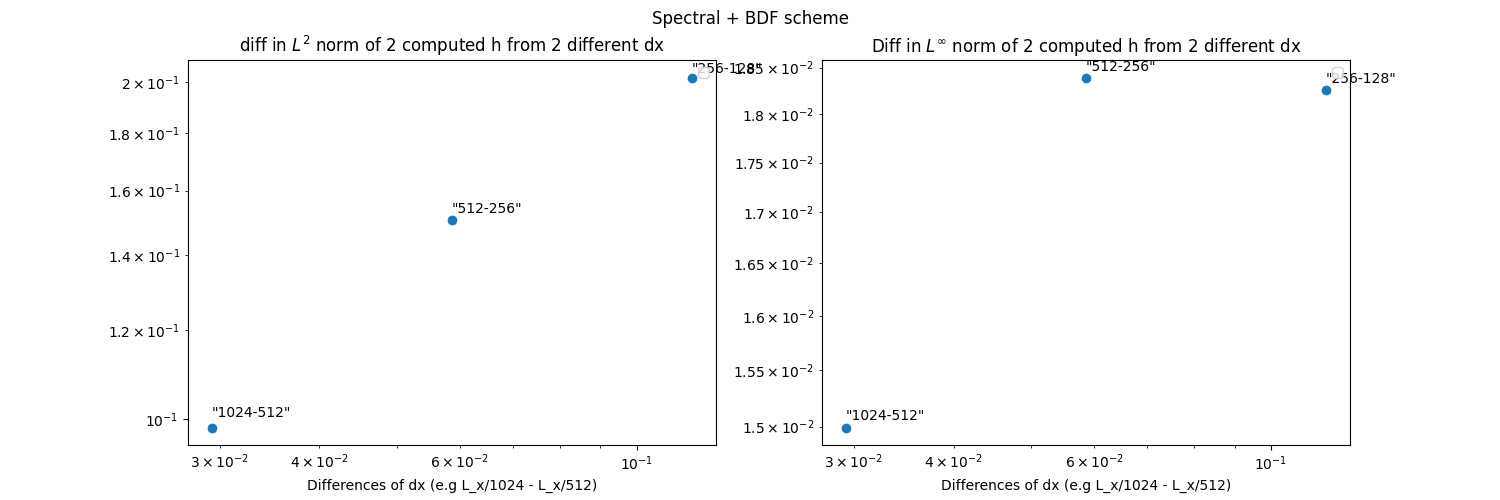 Spectral + BDF scheme
diff in $L^2$ norm of 2 computed h from 2 different dx
2 × 10⁻¹
1.8 × 10⁻¹
1.6 × 10⁻¹
1.4 × 10⁻¹
1.2 × 10⁻¹
10⁻¹
"256-128"
"512-256"
"1024-512"
3 × 10⁻²
4 × 10⁻²
6 × 10⁻²
10⁻¹
Differences of dx (e.g L_x/1024 - L_x/512)
Diff in $L^∞$ norm of 2 computed h from 2 different dx
1.85 × 10⁻²
1.8 × 10⁻²
1.75 × 10⁻²
1.7 × 10⁻²
1.65 × 10⁻²
1.6 × 10⁻²
1.55 × 10⁻²
1.5 × 10⁻²
"512-256"
"256-128"
"1024-512"
3 × 10⁻²
4 × 10⁻²
6 × 10⁻²
10⁻¹
Differences of dx (e.g L_x/1024 - L_x/512)